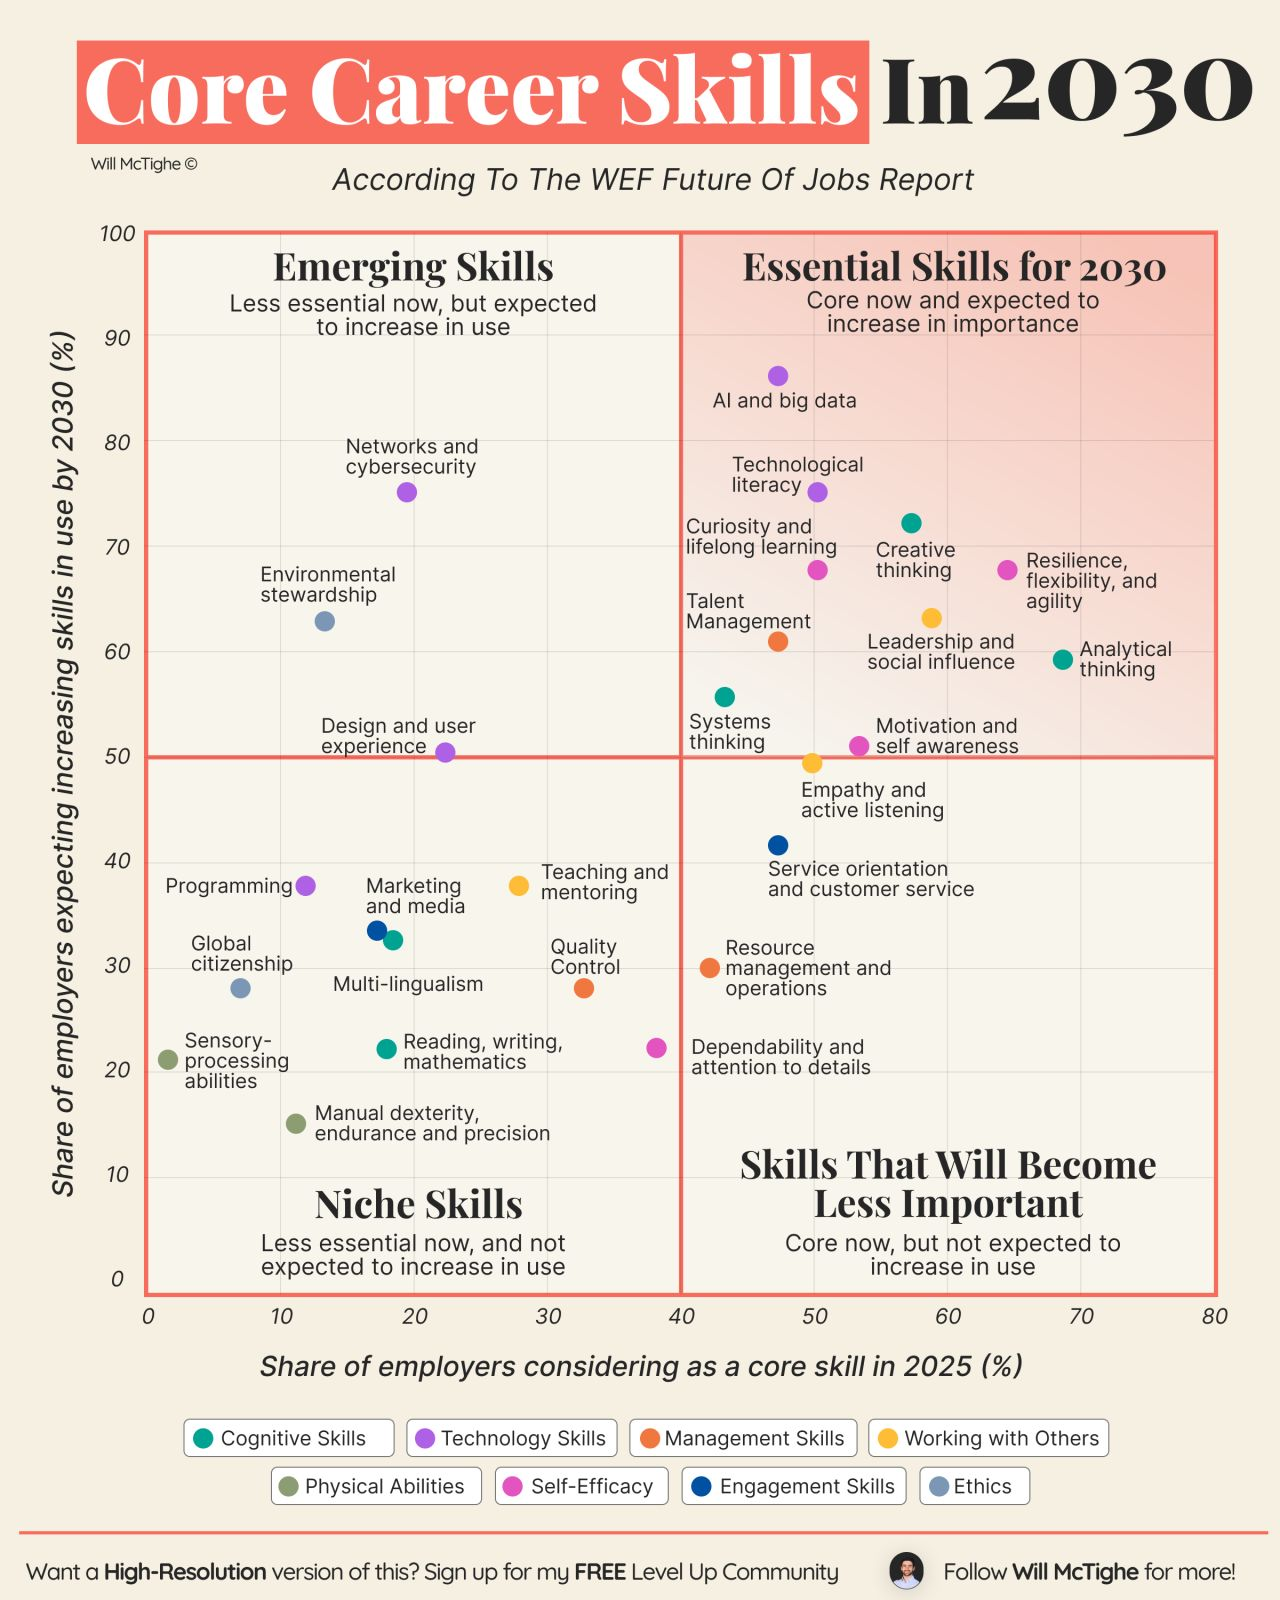 Core Career Skills In 2030
Will McTighe ©
According To The WEF Future Of Jobs Report
Share of employers expecting increasing skills in use by 2030 (%)
100
90
80
70
60
50
40
30
20
10
0
Emerging Skills
Less essential now, but expected
to increase in use
Networks and
cybersecurity
Environmental
stewardship
Design and user
experience
Essential Skills for 2030
Core now and expected to
increase in importance
AI and big data
Technological
literacy
Curiosity and
lifelong learning
Creative
thinking
Resilience,
flexibility, and
agility
Talent
Management
Leadership and
social influence
Analytical
thinking
Systems
thinking
Motivation and
self awareness
Programming
Marketing
and media
Teaching and
mentoring
Global
citizenship
Multi-lingualism
Quality
Control
Sensory-
processing
abilities
Reading, writing,
mathematics
Manual dexterity,
endurance and precision
Niche Skills
Less essential now, and not
expected to increase in use
Empathy and
active listening
Service orientation
and customer service
Resource
management and
operations
Dependability and
attention to details
Skills That Will Become
Less Important
Core now, but not expected to
increase in use
0 10 20 30 40 50 60 70 80
Share of employers considering as a core skill in 2025 (%)
Cognitive Skills Technology Skills Management Skills Working with Others
Physical Abilities Self-Efficacy Engagement Skills Ethics
Want a High-Resolution version of this? Sign up for my FREE Level Up Community
Follow Will McTighe for more!